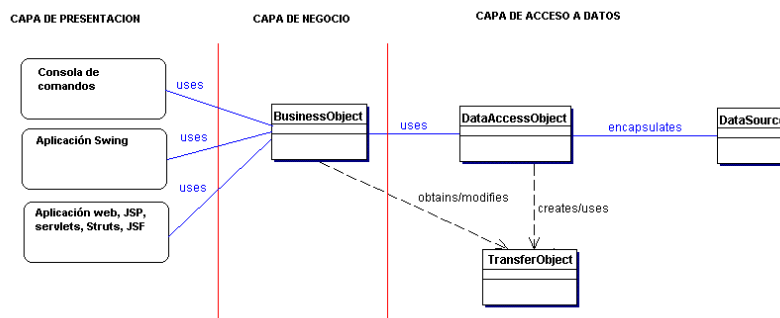 CAPA DE PRESENTACION
CAPA DE NEGOCIO
CAPA DE ACCESO A DATOS
Consola de
comandos
uses
Aplicación Swing
uses
Aplicación web, JSP,
servlets, Struts, JSF
uses
BusinessObject
uses
DataAccessObject
encapsulates
DataSource
obtains/modifies
creates/uses
TransferObject